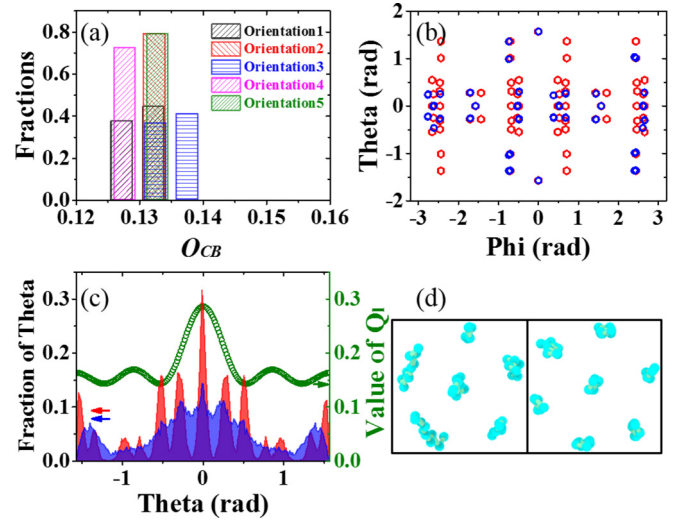 (a)
Orientation1
Orientation2
Orientation3
Orientation4
Orientation5
Fractions
0.8
0.6
0.4
0.2
0.0
0.12 0.13 0.14 0.15 0.16
O_CB
(b)
Theta (rad)
2
1
0
-1
-2
-3 -2 -1 0 1 2 3
Phi (rad)
(c)
Fraction of Theta
0.3
0.2
0.1
0.0
-1 0 1
Theta (rad)
0.3
0.2
0.1
0.0
Value of Ql
(d)